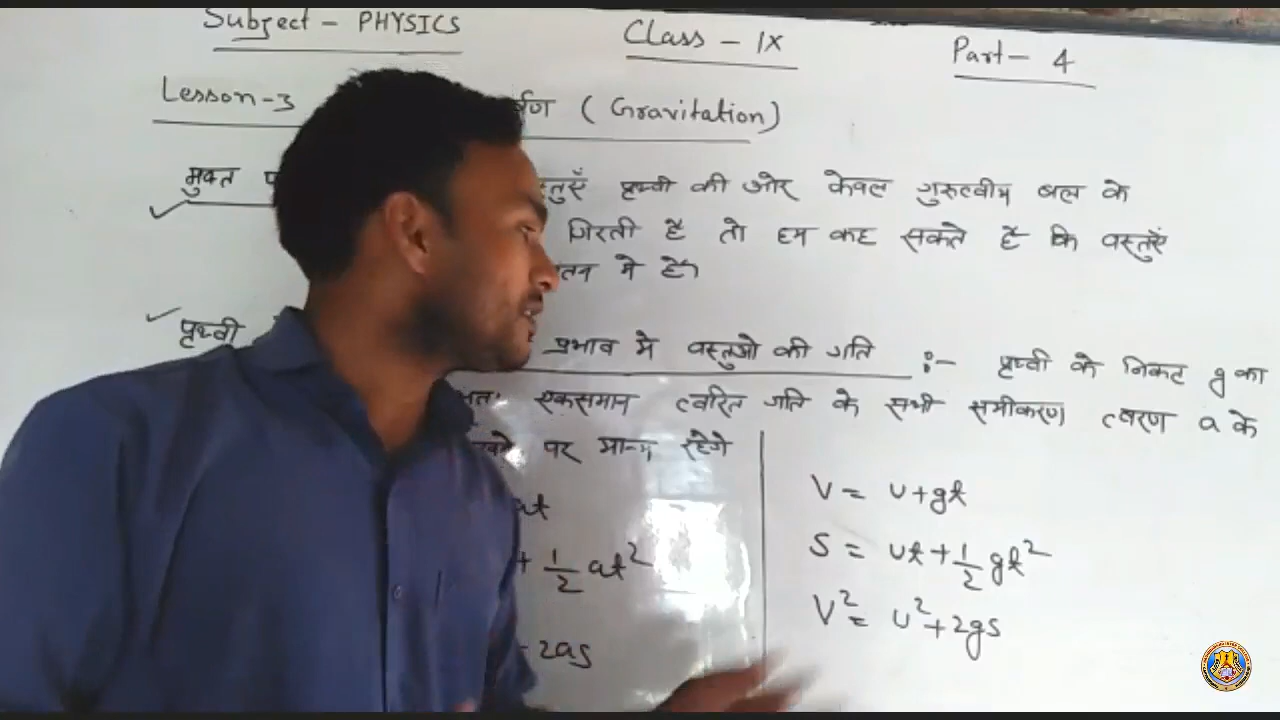 Subject - PHYSICS
Class - IX
Part - 4
Lesson-3 र्षण ( Gravitation )
मुक्त प तुएँ पृथ्वी की ओर केवल गुरुत्वीय बल के
गिरती है तो हम कह सकते है कि वस्तुएँ
तन मे हैं।
पृथ्वी प्रभाव मे वस्तुओ की गति :- पृथ्वी के निकट g का
एकसमान त्वरित गति के सभी समीकरण त्वरण a के
पर मान्य रहेगे
at
+ 1/2 at²
2as
V = u+gt
S = ut+1/2 gt²
V² = u²+2gs